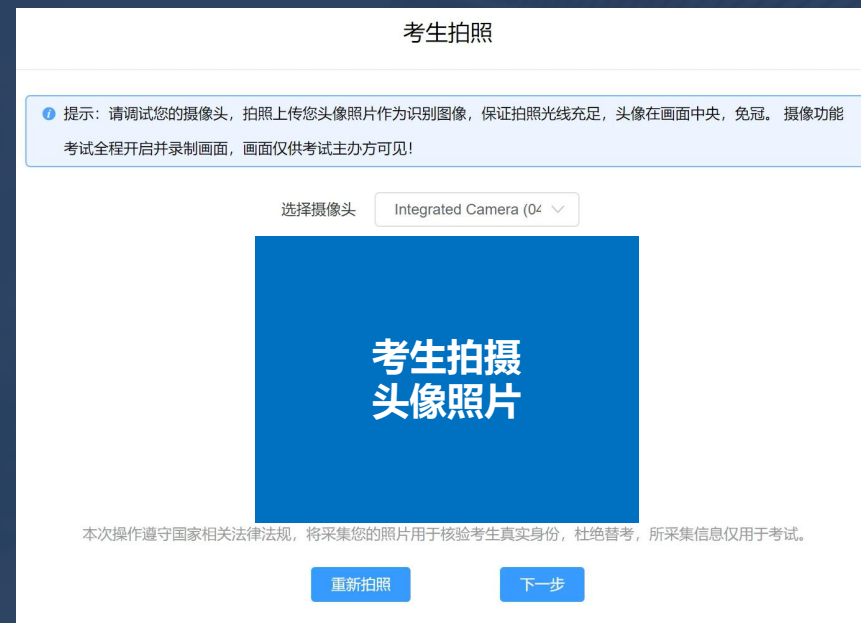 考生拍照
提示：请调试您的摄像头，拍照上传您头像照片作为识别图像，保证拍照光线充足，头像在画面中央，免冠。 摄像功能
考试全程开启并录制画面，画面仅供考试主办方可见！
选择摄像头 Integrated Camera (04
考生拍摄
头像照片
本次操作遵守国家相关法律法规，将采集您的照片用于核验考生真实身份，杜绝替考，所采集信息仅用于考试。
重新拍照 下一步